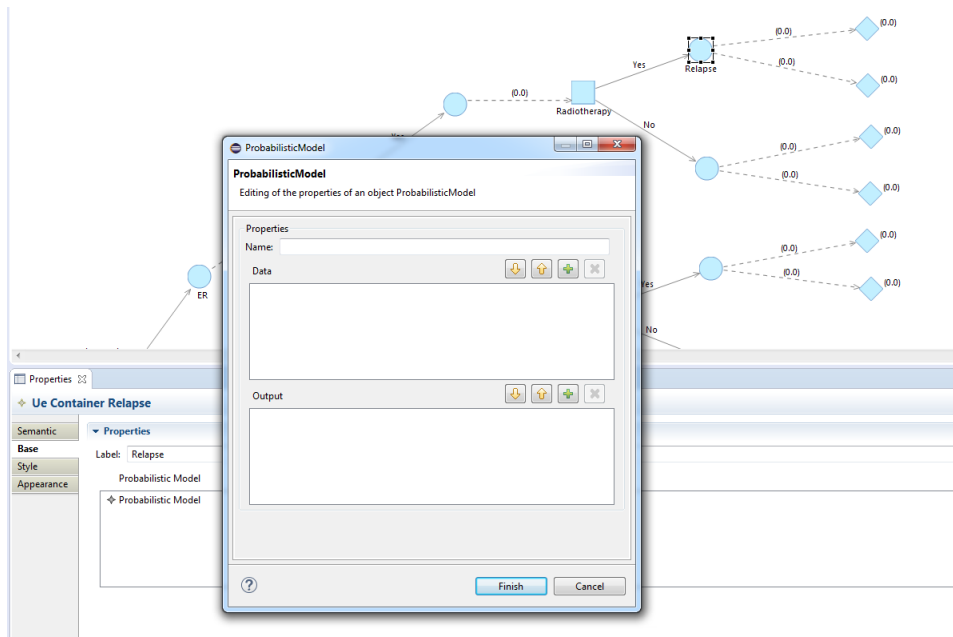 (0.0)
(0.0)
Yes
Relapse
(0.0)
(0.0)
(0.0)
Radiotherapy
No
(0.0)
(0.0)
(0.0)
(0.0)
ProbabilisticModel
ProbabilisticModel
Editing of the properties of an object ProbabilisticModel
Properties
Name:
Data
Output
Finish
Cancel
(0.0)
(0.0)
(0.0)
(0.0)
Yes
No
ER
Properties
Ue Container Relapse
Semantic
Base
Style
Appearance
Properties
Label: Relapse
Probabilistic Model
Probabilistic Model